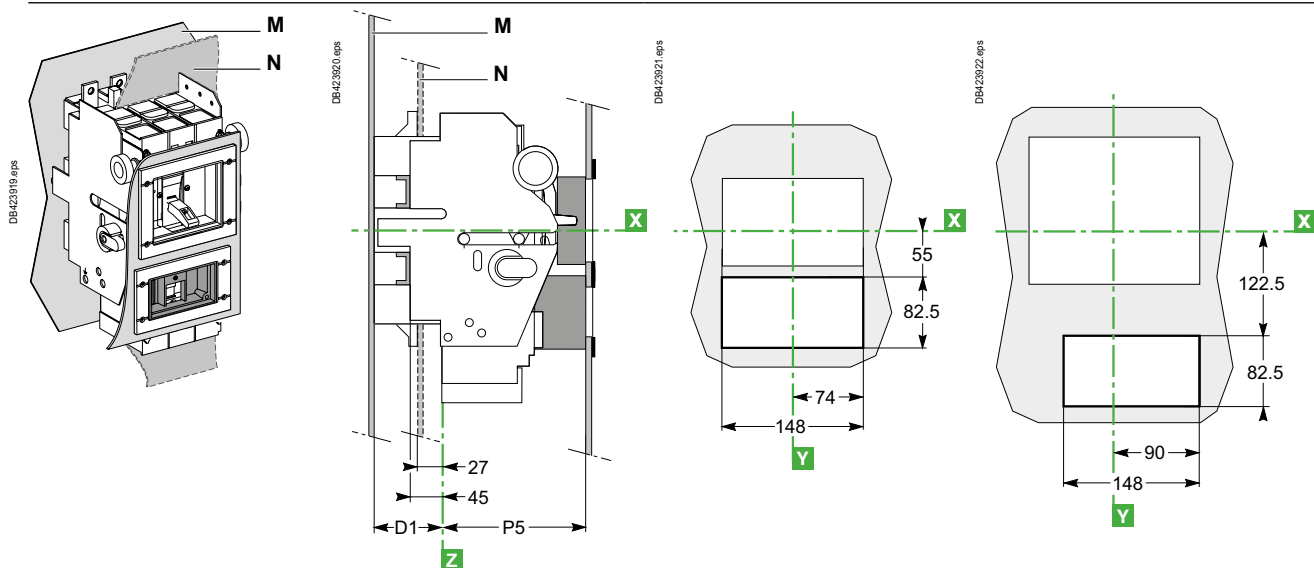 DB423919.eps
M
N
DB423920.eps
M
N
X
27
45
D1
P5
Z
DB423921.eps
X
55
82.5
74
148
Y
DB423922.eps
X
122.5
82.5
90
148
Y